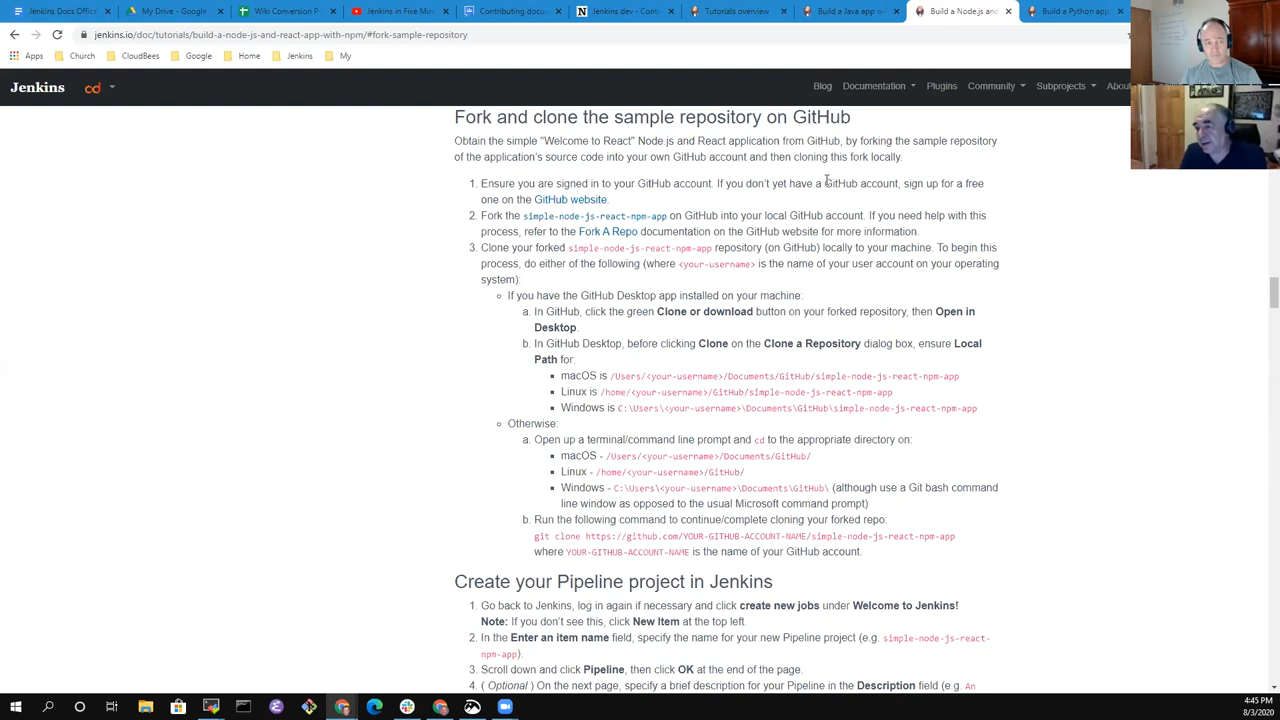 Jenkins Docs Office
My Drive - Google
Wiki Conversion P
Jenkins in Five Min
Contributing.docu
Jenkins dev - Contr
Tutorials overview
Build a Java app w
Build a Node.js and
Build a Python app
jenkins.io/doc/tutorials/build-a-node-js-and-react-app-with-npm/#fork-sample-repository
Apps Church CloudBees Google Home Jenkins My
Jenkins cd Blog Documentation Plugins Community Subprojects About
Fork and clone the sample repository on GitHub
Obtain the simple "Welcome to React" Node.js and React application from GitHub, by forking the sample repository
of the application's source code into your own GitHub account and then cloning this fork locally.
1. Ensure you are signed in to your GitHub account. If you don't yet have a GitHub account, sign up for a free
one on the GitHub website.
2. Fork the simple-node-js-react-npm-app on GitHub into your local GitHub account. If you need help with this
process, refer to the Fork A Repo documentation on the GitHub website for more information.
3. Clone your forked simple-node-js-react-npm-app repository (on GitHub) locally to your machine. To begin this
process, do either of the following (where <your-username> is the name of your user account on your operating
system):
If you have the GitHub Desktop app installed on your machine:
a. In GitHub, click the green Clone or download button on your forked repository, then Open in
Desktop.
b. In GitHub Desktop, before clicking Clone on the Clone a Repository dialog box, ensure Local
Path for:
macOS is /Users/<your-username>/Documents/GitHub/simple-node-js-react-npm-app
Linux is /home/<your-username>/GitHub/simple-node-js-react-npm-app
Windows is C:\Users\<your-username>\Documents\GitHub\simple-node-js-react-npm-app
Otherwise:
a. Open up a terminal/command line prompt and cd to the appropriate directory on:
macOS - /Users/<your-username>/Documents/GitHub/
Linux - /home/<your-username>/GitHub/
Windows - C:\Users\<your-username>\Documents\GitHub\ (although use a Git bash command
line window as opposed to the usual Microsoft command prompt)
b. Run the following command to continue/complete cloning your forked repo:
git clone https://github.com/YOUR-GITHUB-ACCOUNT-NAME/simple-node-js-react-npm-app
where YOUR-GITHUB-ACCOUNT-NAME is the name of your GitHub account.
Create your Pipeline project in Jenkins
1. Go back to Jenkins, log in again if necessary and click create new jobs under Welcome to Jenkins!
Note: If you don't see this, click New Item at the top left.
2. In the Enter an item name field, specify the name for your new Pipeline project (e.g. simple-node-js-react-
npm-app).
3. Scroll down and click Pipeline, then click OK at the end of the page.
4. ( Optional ) On the next page, specify a brief description for your Pipeline in the Description field (e.g. An
4:45 PM
8/3/2020